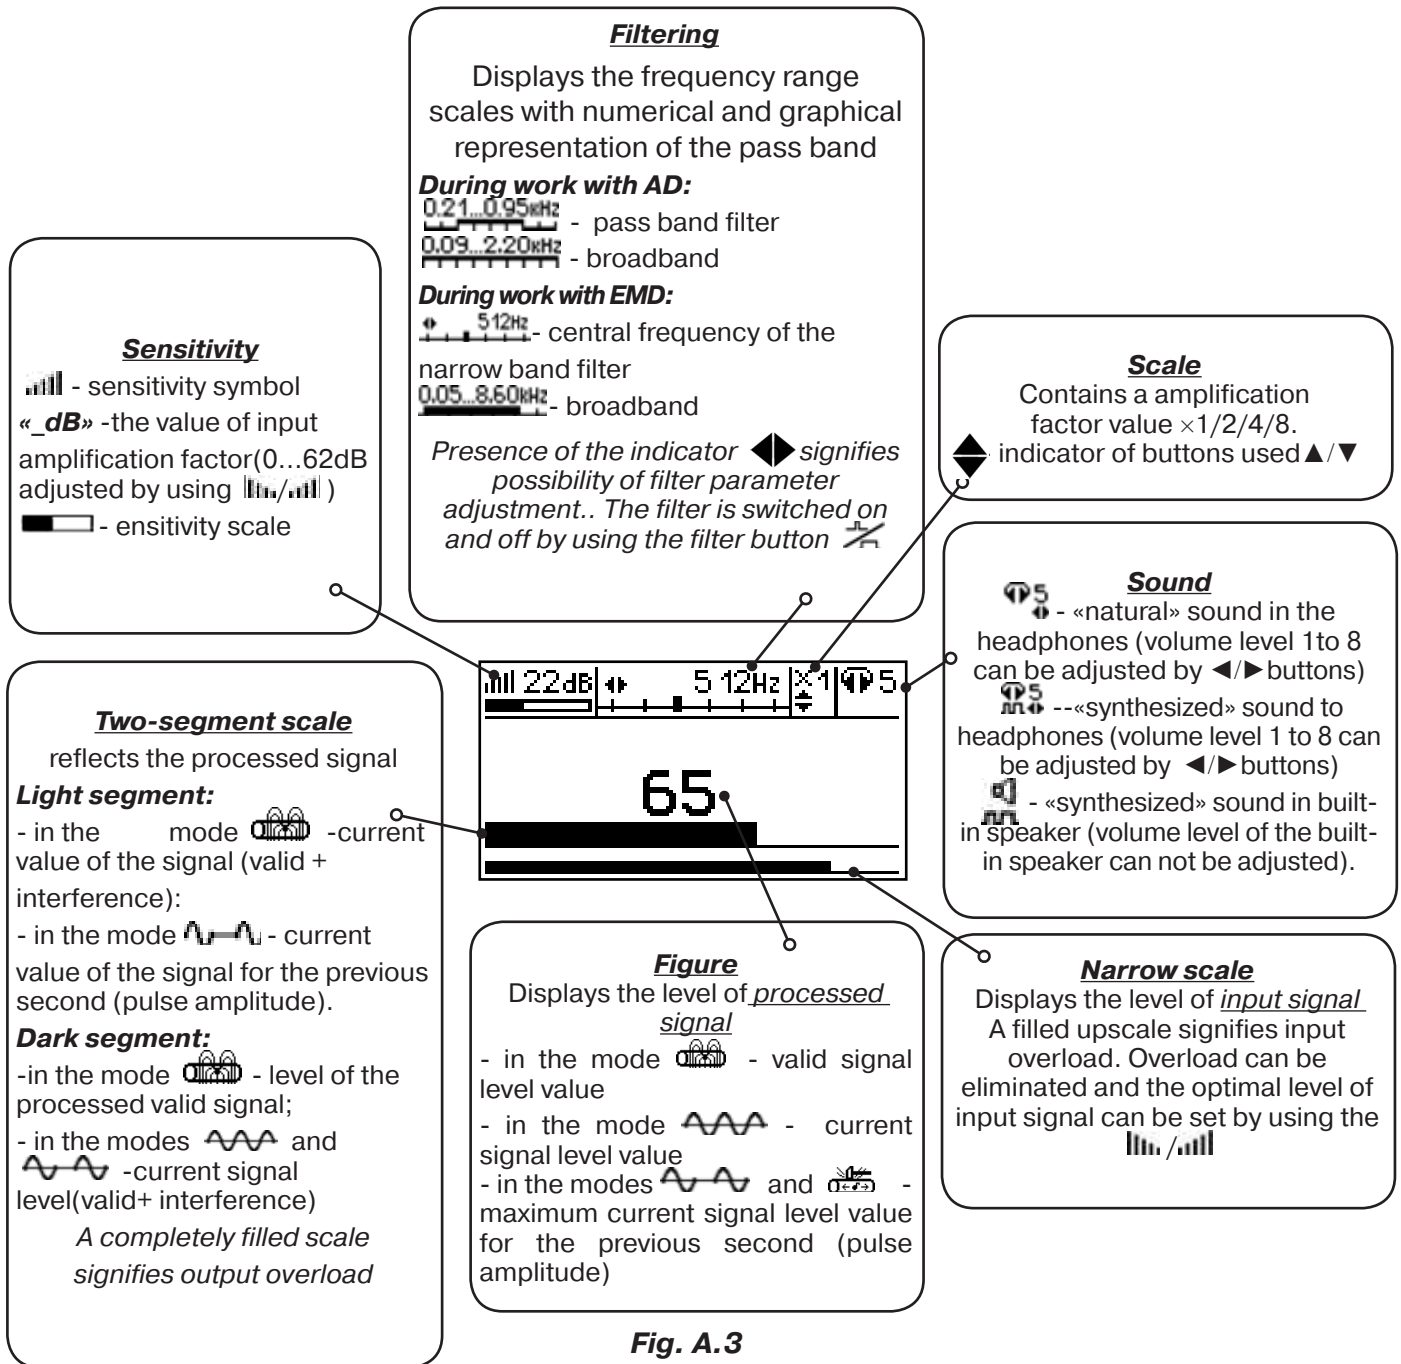 Filtering
Displays the frequency range
scales with numerical and graphical
representation of the pass band
During work with AD:
0.21...0.95кHz - pass band filter
0.09...2.20кHz - broadband
During work with EMD:
512Hz - central frequency of the
narrow band filter
0.05...8.60kHz - broadband
Presence of the indicator ◀▶ signifies
possibility of filter parameter
adjustment.. The filter is switched on
and off by using the filter button
Sensitivity
- sensitivity symbol
«_dB» -the value of input
amplification factor(0...62dB
adjusted by using / )
- ensitivity scale
Scale
Contains a amplification
factor value ×1/2/4/8.
indicator of buttons used▲/▼
Sound
5 - «natural» sound in the
headphones (volume level 1to 8
can be adjusted by ◀/▶ buttons)
5 --«synthesized» sound to
headphones (volume level 1 to 8 can
be adjusted by ◀/▶ buttons)
- «synthesized» sound in built-
in speaker (volume level of the built-
in speaker can not be adjusted).
22dB 512Hz X1 5
65
Two-segment scale
reflects the processed signal
Light segment:
- in the mode -current
value of the signal (valid +
interference):
- in the mode - current
value of the signal for the previous
second (pulse amplitude).
Dark segment:
-in the mode - level of the
processed valid signal;
- in the modes and
-current signal
level(valid+ interference)
A completely filled scale
signifies output overload
Figure
Displays the level of processed
signal
- in the mode - valid signal
level value
- in the mode - current
signal level value
- in the modes and -
maximum current signal level value
for the previous second (pulse
amplitude)
Narrow scale
Displays the level of input signal
A filled upscale signifies input
overload. Overload can be
eliminated and the optimal level of
input signal can be set by using the
/
Fig. A.3